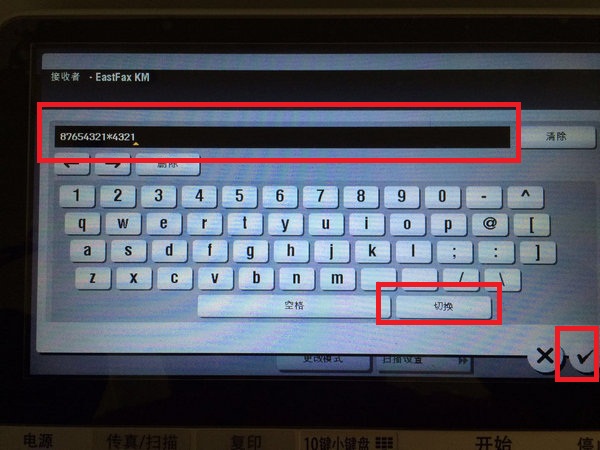 接收者 - EastFax KM
87654321*4321
清除
← → 删除
1 2 3 4 5 6 7 8 9 0 - ^
q w e r t y u i o p @ [
a s d f g h j k l ; : ]
z x c v b n m / \
空格 切换
更改模式 扫描设置
电源 传真/扫描 复印 10键小键盘 开始